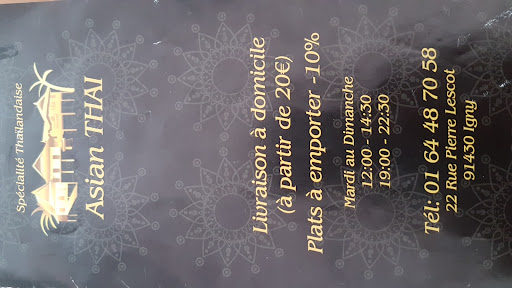 Spécialité Thaïlandaise
Asian THAI
Livraison à domicile
(à partir de 20€)
Plats à emporter -10%
Mardi au Dimanche
12:00 - 14:30
19:00 - 22:30
Tél: 01 64 48 70 58
22 Rue Pierre Lescot
91430 Igny